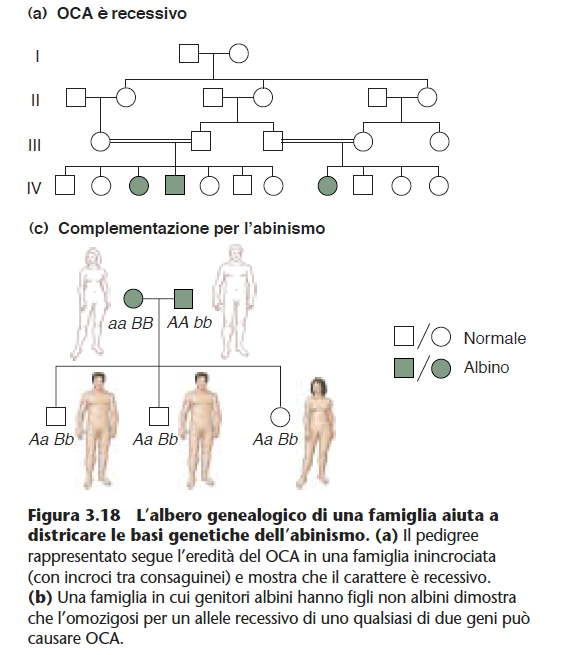 (a) OCA è recessivo
I
II
III
IV
(c) Complementazione per l'abinismo
aa BB AA bb
Normale
Albino
Aa Bb Aa Bb Aa Bb
Figura 3.18 L'albero genealogico di una famiglia aiuta a
districare le basi genetiche dell'abinismo. (a) Il pedigree
rappresentato segue l'eredità del OCA in una famiglia inincrociata
(con incroci tra consaguinei) e mostra che il carattere è recessivo.
(b) Una famiglia in cui genitori albini hanno figli non albini dimostra
che l'omozigosi per un allele recessivo di uno qualsiasi di due geni può
causare OCA.